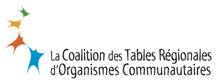 La Coalition des Tables Régionales
d'Organismes Communautaires